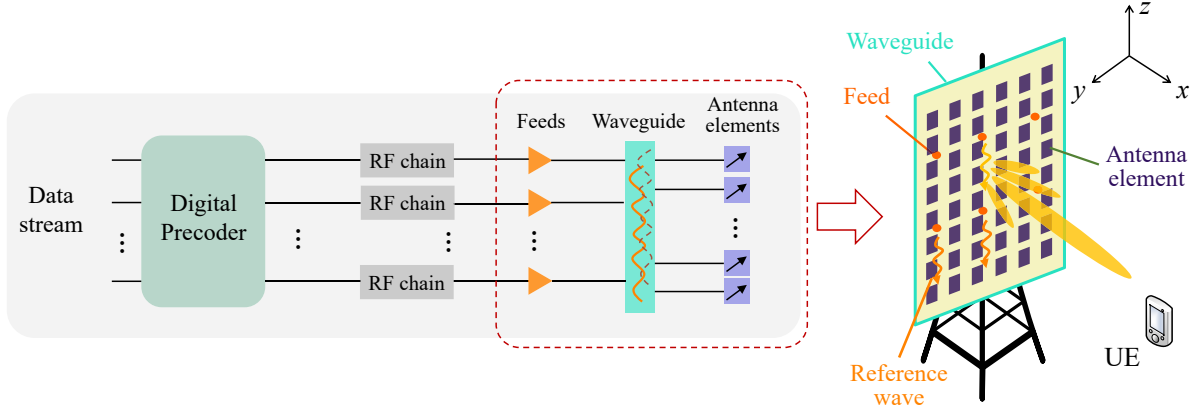 Data
stream
Digital
Precoder
RF chain
RF chain
RF chain
Feeds
Waveguide
Antenna
elements
Waveguide
Feed
Antenna
element
Reference
wave
UE
z
y
x